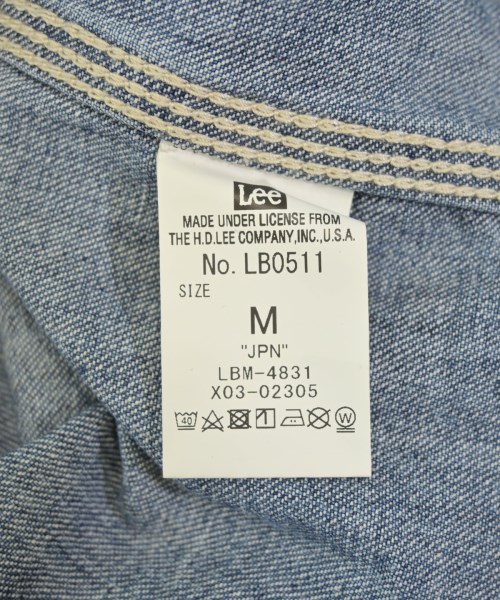 Lee
MADE UNDER LICENSE FROM
THE H.D.LEE COMPANY,INC.,U.S.A.
No. LB0511
SIZE
M
"JPN"
LBM-4831
X03-02305
40 W